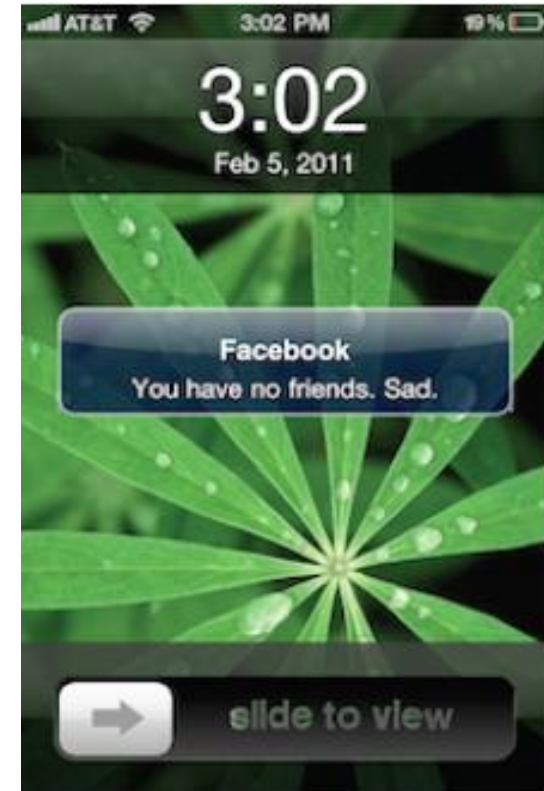 AT&T 3:02 PM 19%
3:02
Feb 5, 2011
Facebook
You have no friends. Sad.
slide to view